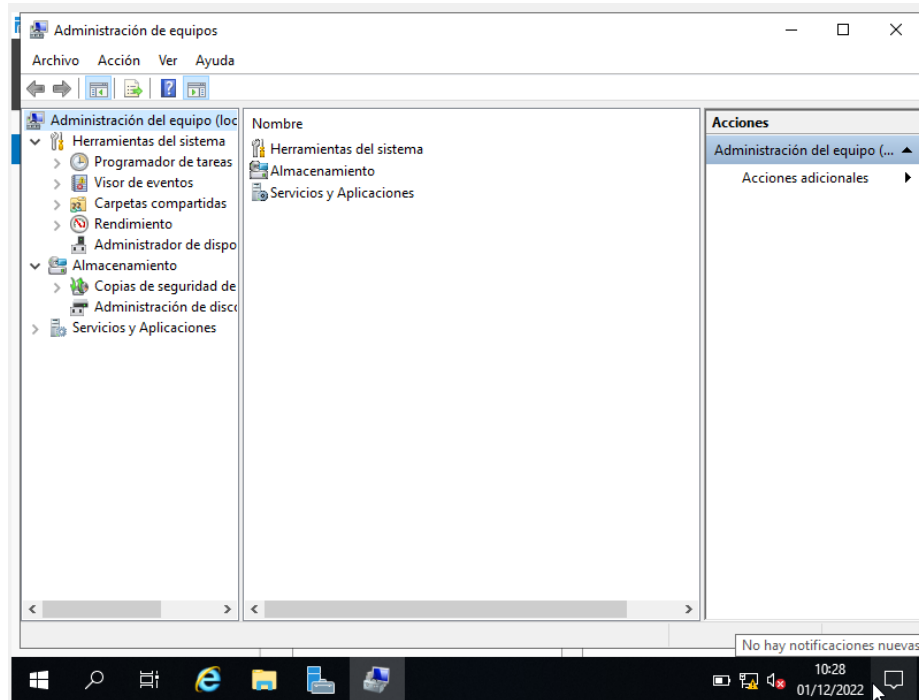 Administración de equipos
Archivo Acción Ver Ayuda
Administración del equipo (loc
Herramientas del sistema
Programador de tareas
Visor de eventos
Carpetas compartidas
Rendimiento
Administrador de dispo
Almacenamiento
Copias de seguridad de
Administración de disco
Servicios y Aplicaciones
Nombre
Herramientas del sistema
Almacenamiento
Servicios y Aplicaciones
Acciones
Administración del equipo (...
Acciones adicionales
No hay notificaciones nuevas
10:28
01/12/2022